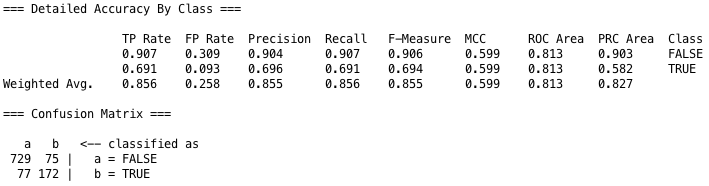 === Detailed Accuracy By Class ===
TP Rate FP Rate Precision Recall F-Measure MCC ROC Area PRC Area Class
0.907 0.309 0.904 0.907 0.906 0.599 0.813 0.903 FALSE
0.691 0.093 0.696 0.691 0.694 0.599 0.813 0.582 TRUE
Weighted Avg. 0.856 0.258 0.855 0.856 0.855 0.599 0.813 0.827
=== Confusion Matrix ===
a b <-- classified as
729 75 | a = FALSE
77 172 | b = TRUE